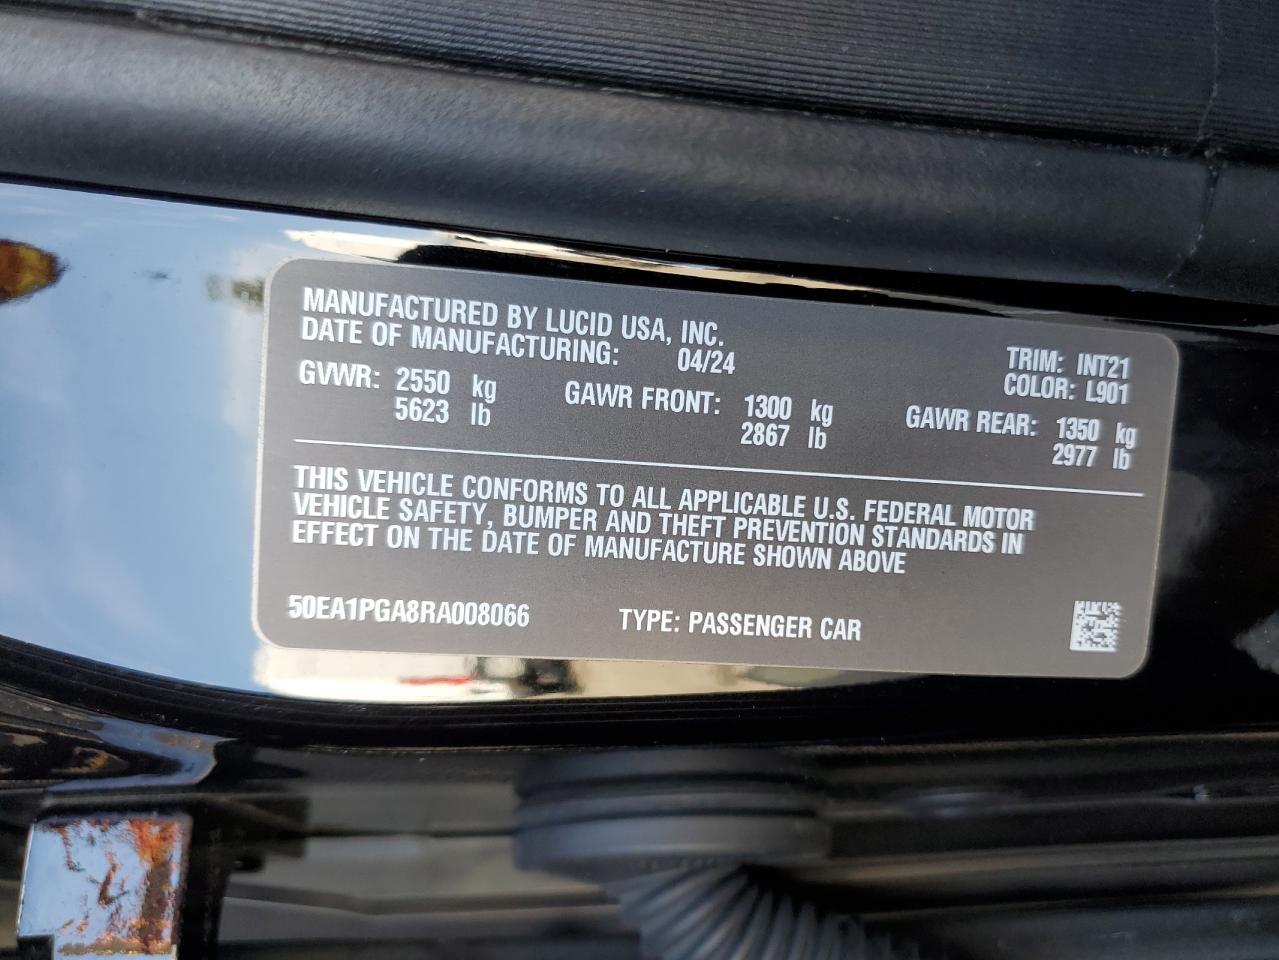 MANUFACTURED BY LUCID USA, INC.
DATE OF MANUFACTURING: 04/24
TRIM: INT21
COLOR: L901
GVWR: 2550 kg
5623 lb
GAWR FRONT: 1300 kg
2867 lb
GAWR REAR: 1350 kg
2977 lb
THIS VEHICLE CONFORMS TO ALL APPLICABLE U.S. FEDERAL MOTOR
VEHICLE SAFETY, BUMPER AND THEFT PREVENTION STANDARDS IN
EFFECT ON THE DATE OF MANUFACTURE SHOWN ABOVE
50EA1PGA8RA008066 TYPE: PASSENGER CAR